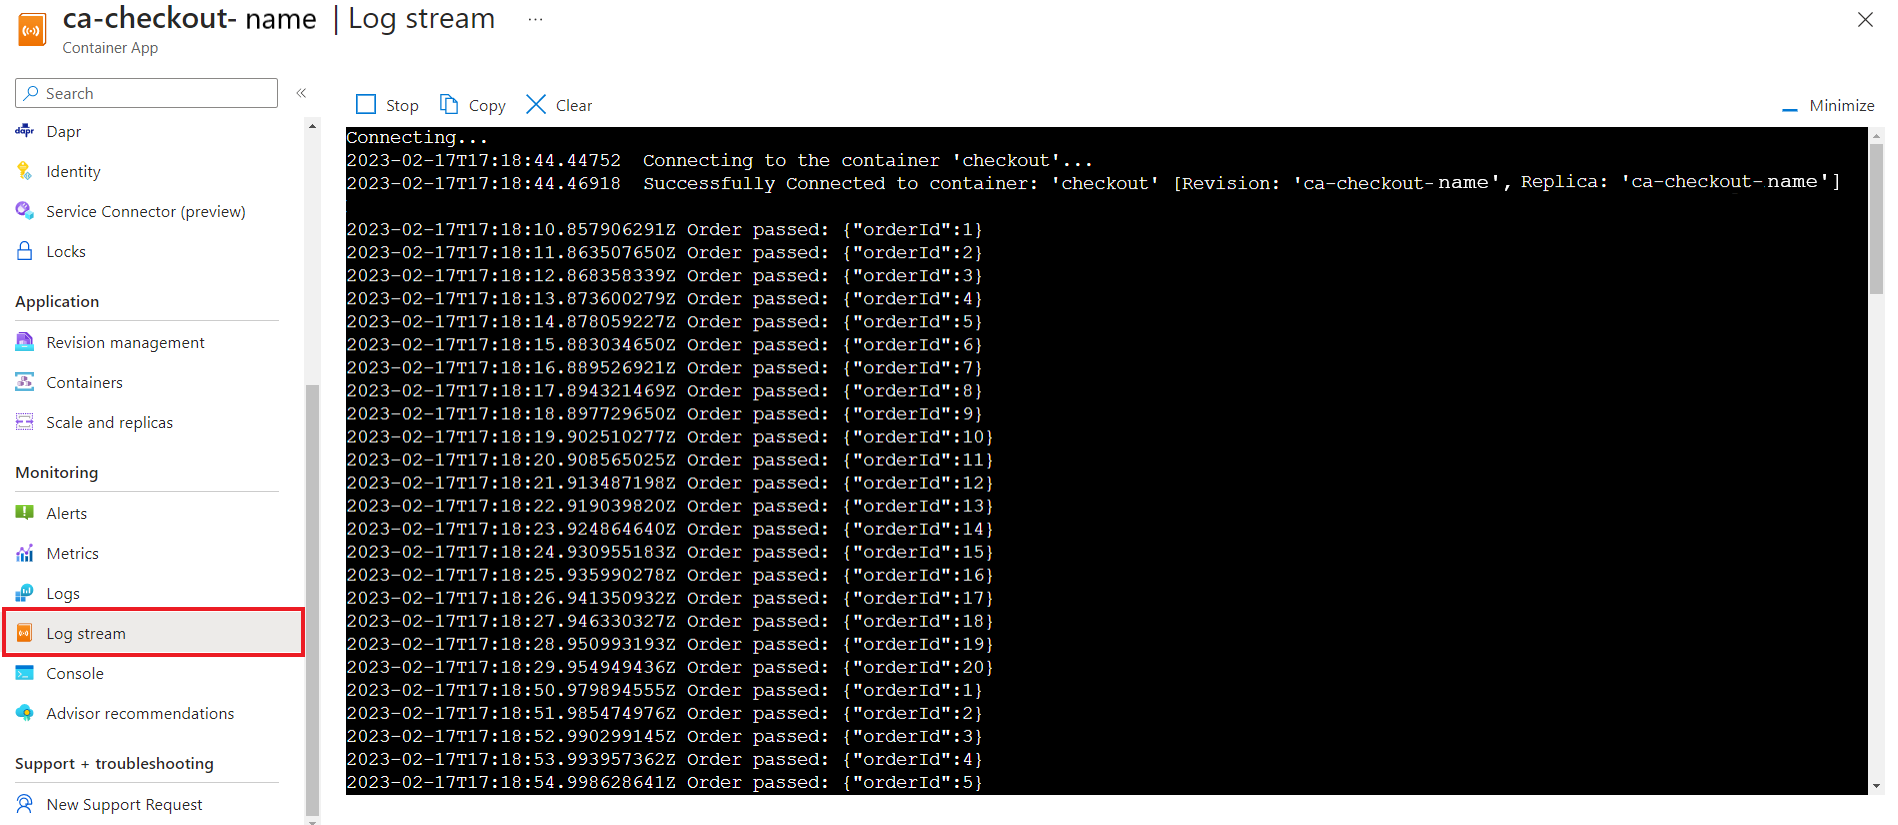 ca-checkout- name | Log stream ...
Container App
Search «
Dapr
Identity
Service Connector (preview)
Locks
Application
Revision management
Containers
Scale and replicas
Monitoring
Alerts
Metrics
Logs
Log stream
Console
Advisor recommendations
Support + troubleshooting
New Support Request
Stop Copy Clear Minimize
Connecting...
2023-02-17T17:18:44.44752 Connecting to the container 'checkout'...
2023-02-17T17:18:44.46918 Successfully Connected to container: 'checkout' [Revision: 'ca-checkout-name', Replica: 'ca-checkout-name']
2023-02-17T17:18:10.857906291Z Order passed: {"orderId":1}
2023-02-17T17:18:11.863507650Z Order passed: {"orderId":2}
2023-02-17T17:18:12.868358339Z Order passed: {"orderId":3}
2023-02-17T17:18:13.873600279Z Order passed: {"orderId":4}
2023-02-17T17:18:14.878059227Z Order passed: {"orderId":5}
2023-02-17T17:18:15.883034650Z Order passed: {"orderId":6}
2023-02-17T17:18:16.889526921Z Order passed: {"orderId":7}
2023-02-17T17:18:17.894321469Z Order passed: {"orderId":8}
2023-02-17T17:18:18.897729650Z Order passed: {"orderId":9}
2023-02-17T17:18:19.902510277Z Order passed: {"orderId":10}
2023-02-17T17:18:20.908565025Z Order passed: {"orderId":11}
2023-02-17T17:18:21.913487198Z Order passed: {"orderId":12}
2023-02-17T17:18:22.919039820Z Order passed: {"orderId":13}
2023-02-17T17:18:23.924864640Z Order passed: {"orderId":14}
2023-02-17T17:18:24.930955183Z Order passed: {"orderId":15}
2023-02-17T17:18:25.935990278Z Order passed: {"orderId":16}
2023-02-17T17:18:26.941350932Z Order passed: {"orderId":17}
2023-02-17T17:18:27.946330327Z Order passed: {"orderId":18}
2023-02-17T17:18:28.950993193Z Order passed: {"orderId":19}
2023-02-17T17:18:29.954949436Z Order passed: {"orderId":20}
2023-02-17T17:18:50.979894555Z Order passed: {"orderId":1}
2023-02-17T17:18:51.985474976Z Order passed: {"orderId":2}
2023-02-17T17:18:52.990299145Z Order passed: {"orderId":3}
2023-02-17T17:18:53.993957362Z Order passed: {"orderId":4}
2023-02-17T17:18:54.998628641Z Order passed: {"orderId":5}